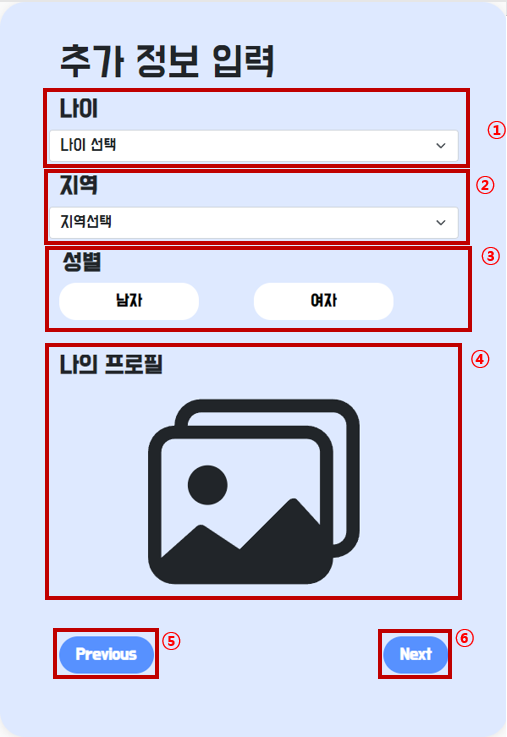 추가 정보 입력
나이
①
나이 선택
지역
②
지역선택
성별
③
남자 여자
나의 프로필
④
⑤
⑥
Previous Next